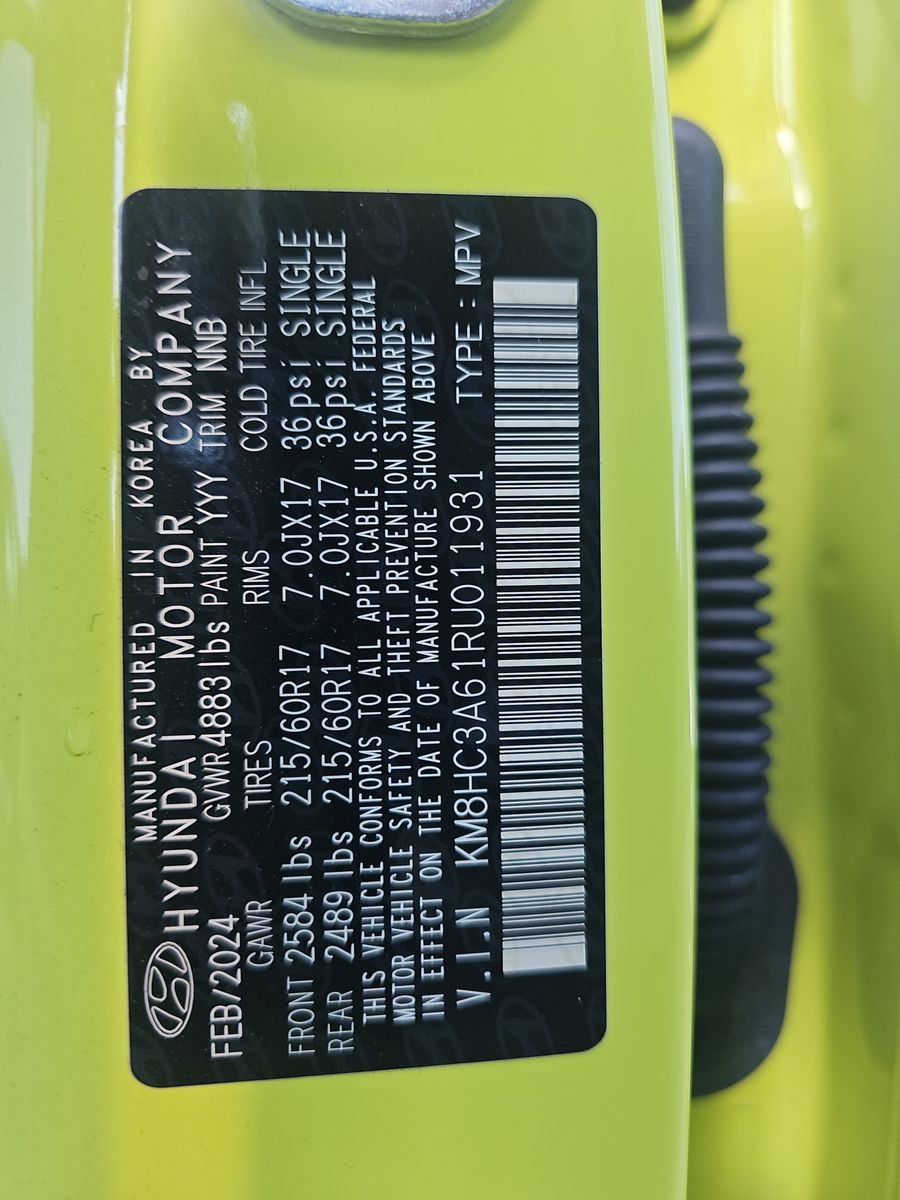 MANUFACTURED IN KOREA BY
HYUNDAI MOTOR COMPANY
FEB/2024 GVWR 4883 lbs PAINT YYY TRIM NNB
GAWR TIRES RIMS COLD TIRE INFL
FRONT 2584 lbs 215/60R17 7.0JX17 36psi SINGLE
REAR 2489 lbs 215/60R17 7.0JX17 36psi SINGLE
THIS VEHICLE CONFORMS TO ALL APPLICABLE U.S.A. FEDERAL
MOTOR VEHICLE SAFETY AND THEFT PREVENTION STANDARDS
IN EFFECT ON THE DATE OF MANUFACTURE SHOWN ABOVE
V.I.N KM8HC3A61RU011931 TYPE : MPV